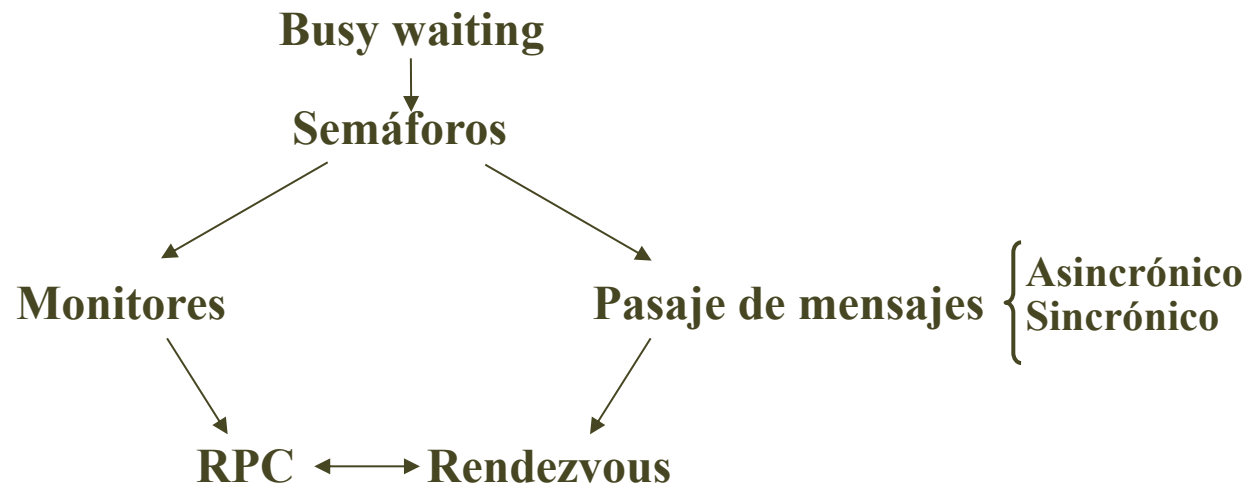 Busy waiting
Semáforos
Monitores
Pasaje de mensajes
Asincrónico
Sincrónico
RPC
Rendezvous